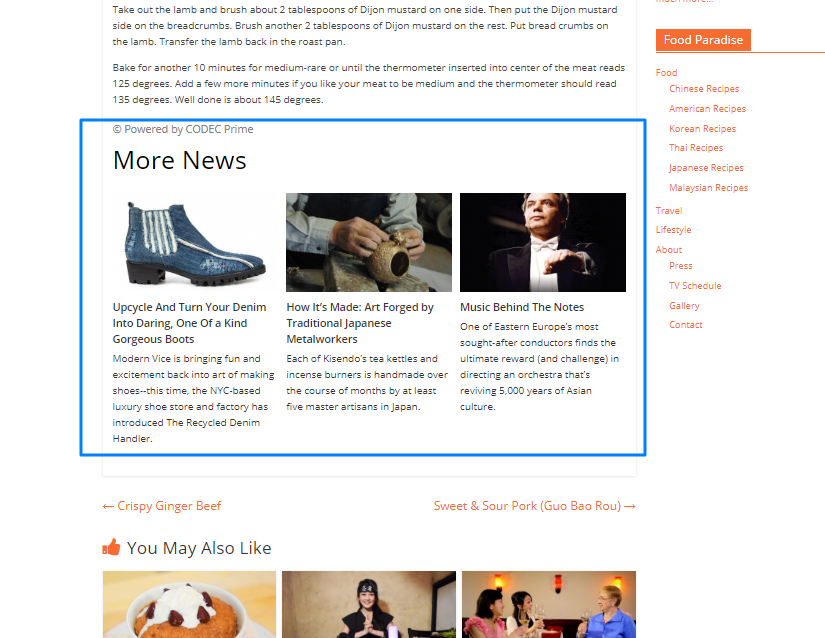 Take out the lamb and brush about 2 tablespoons of Dijon mustard on one side. Then put the Dijon mustard
side on the breadcrumbs. Brush another 2 tablespoons of Dijon mustard on the rest. Put bread crumbs on
the lamb. Transfer the lamb back in the roast pan.
Bake for another 10 minutes for medium-rare or until the thermometer inserted into center of the meat reads
125 degrees. Add a few more minutes if you like your meat to be medium and the thermometer should read
135 degrees. Well done is about 145 degrees.
© Powered by CODEC Prime
More News
Upcycle And Turn Your Denim
Into Daring, One Of a Kind
Gorgeous Boots
Modern Vice is bringing fun and
excitement back into art of making
shoes--this time, the NYC-based
luxury shoe store and factory has
introduced The Recycled Denim
Handler.
How It's Made: Art Forged by
Traditional Japanese
Metalworkers
Each of Kisendo's tea kettles and
incense burners is handmade over
the course of months by at least
five master artisans in Japan.
Music Behind The Notes
One of Eastern Europe's most
sought-after conductors finds the
ultimate reward (and challenge) in
directing an orchestra that's
reviving 5,000 years of Asian
culture.
← Crispy Ginger Beef
Sweet & Sour Pork (Guo Bao Rou) →
You May Also Like
much more...
Food Paradise
Food
Chinese Recipes
American Recipes
Korean Recipes
Thai Recipes
Japanese Recipes
Malaysian Recipes
Travel
Lifestyle
About
Press
TV Schedule
Gallery
Contact